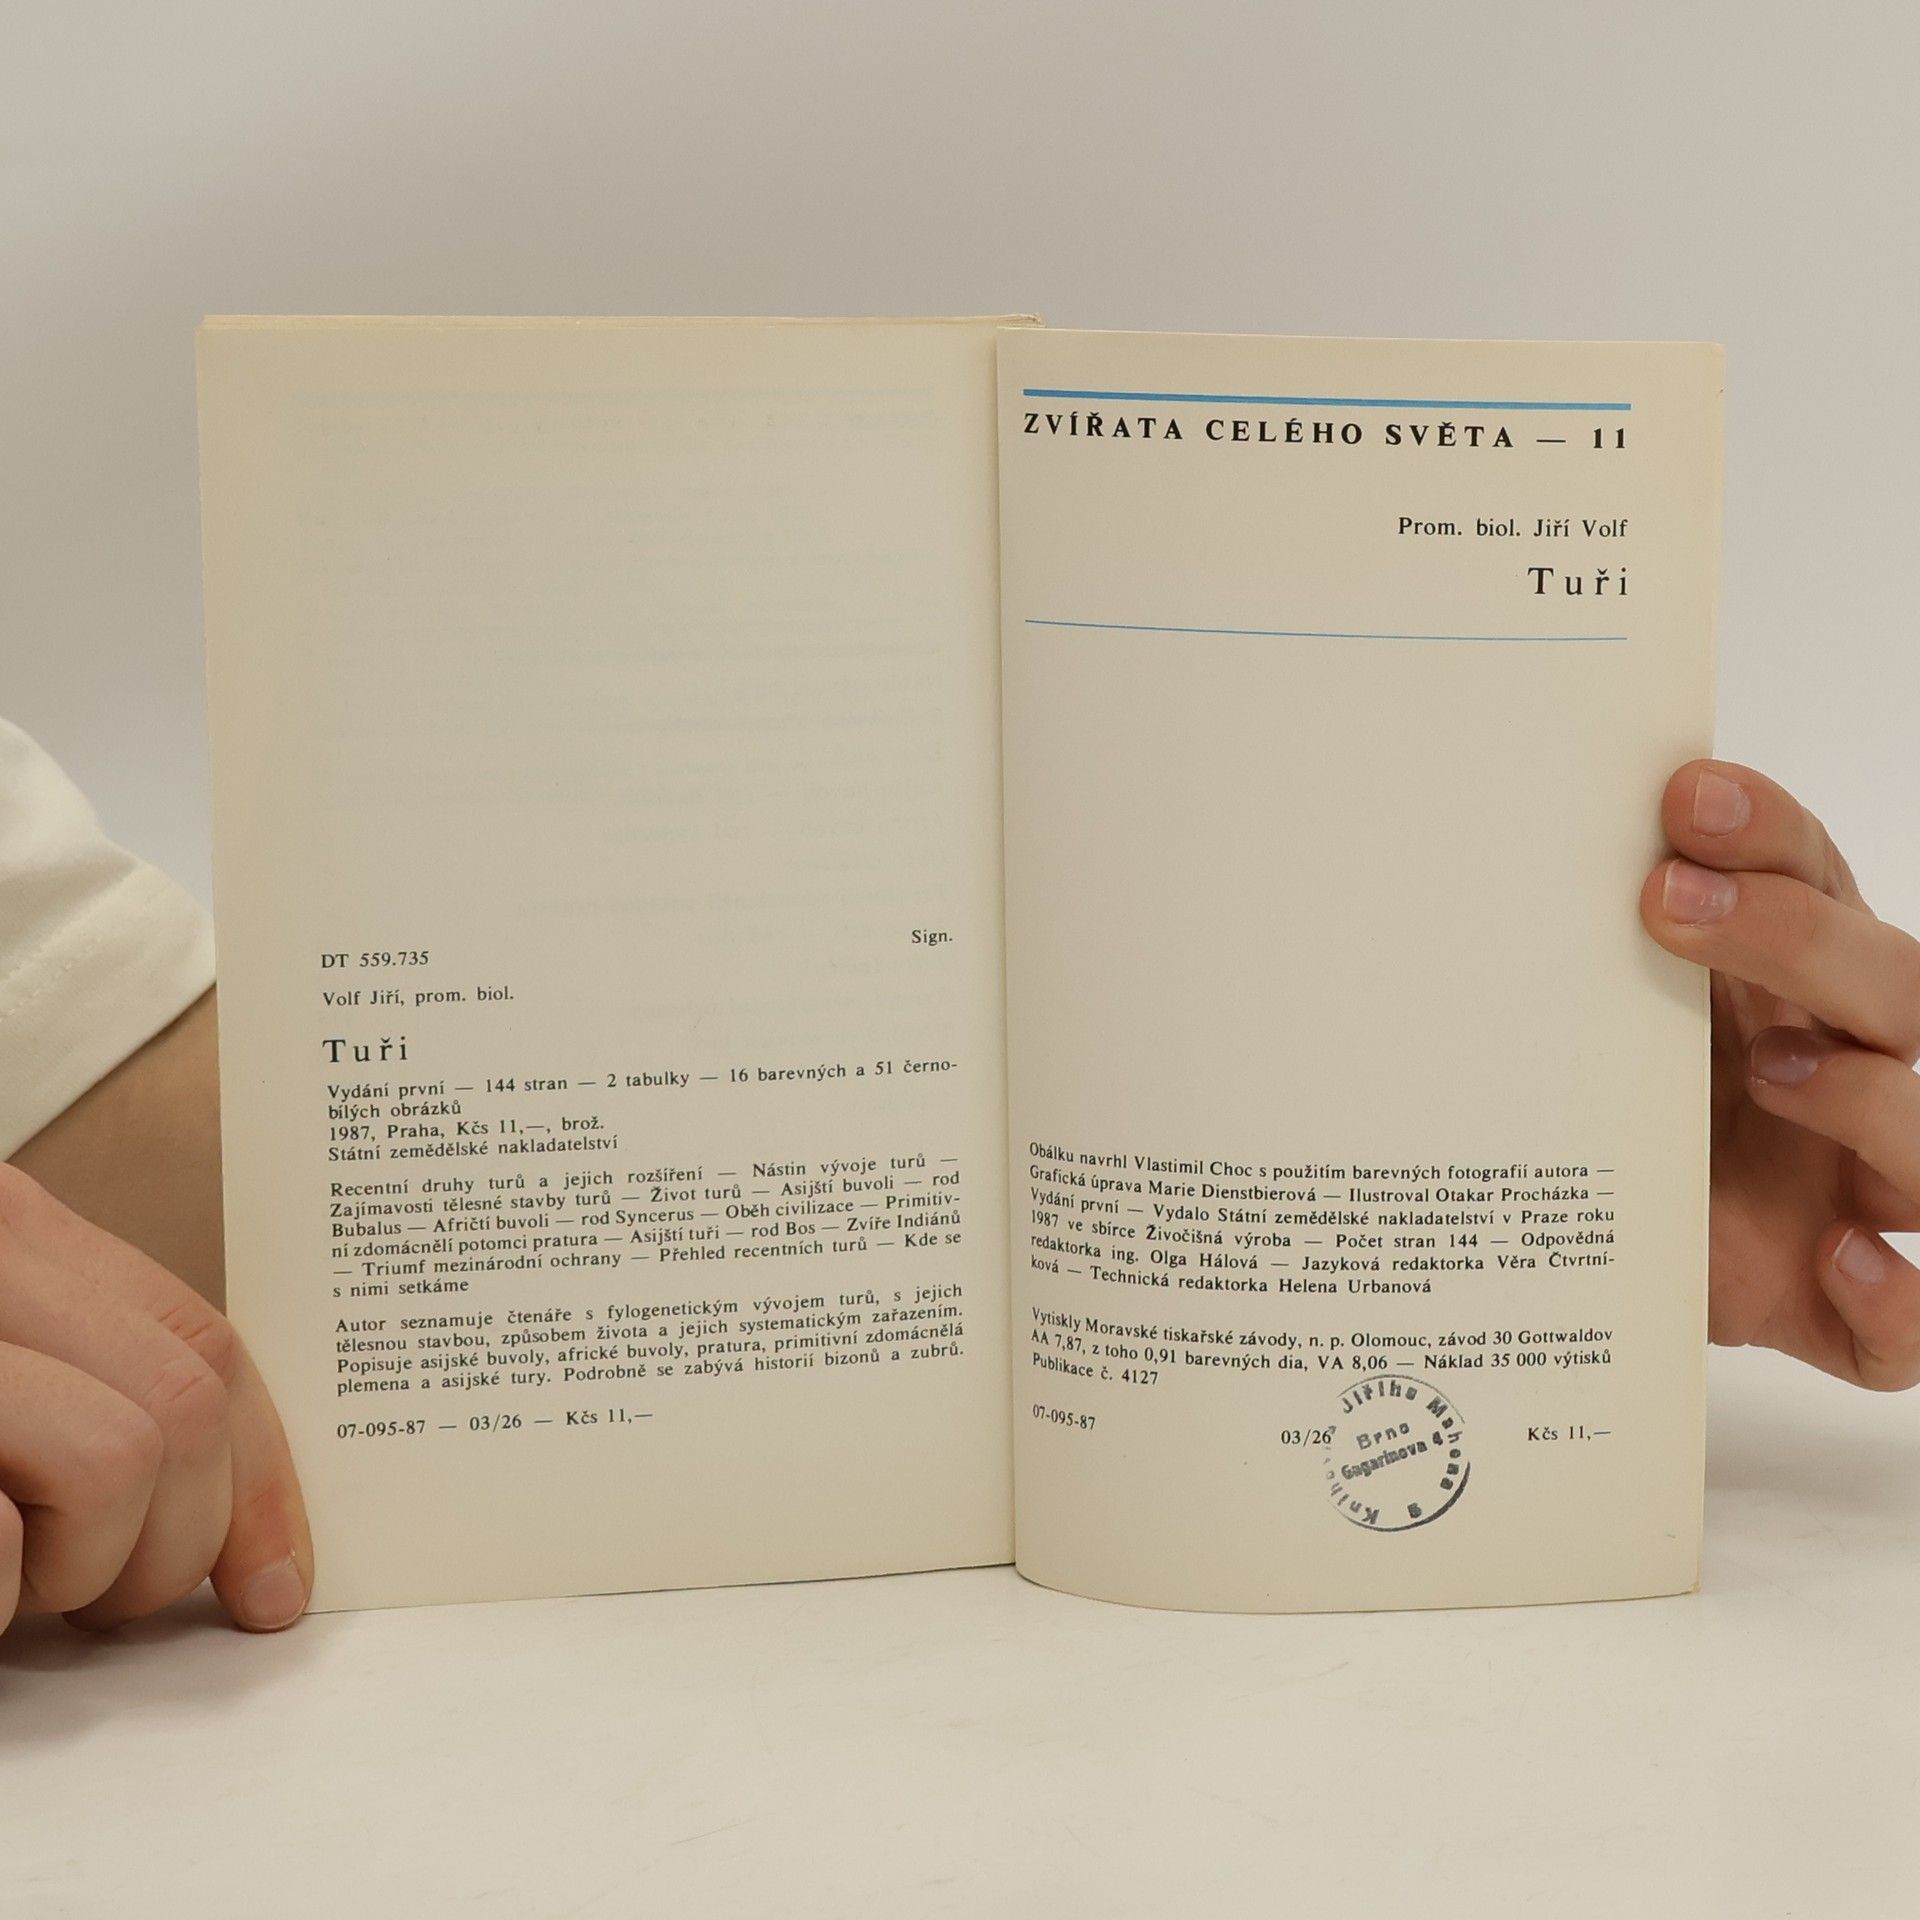 DT 559.735
Sign.
Volf Jiří, prom. biol.
Tuři
Vydání první — 144 stran — 2 tabulky — 16 barevných a 51 černo-
bílých obrázků
1987, Praha, Kčs 11,—, brož.
Státní zemědělské nakladatelství
Recentní druhy turů a jejich rozšíření — Nástin vývoje turů —
Zajímavosti tělesné stavby turů — Život turů — Asijští buvoli — rod
Bubalus — Afričtí buvoli — rod Syncerus — Oběh civilizace — Primitiv-
ní zdomácnělí potomci pratura — Asijští tuři — rod Bos — Zvíře Indiánů
— Triumf mezinárodní ochrany — Přehled recentních turů — Kde se
s nimi setkáme
Autor seznamuje čtenáře s fylogenetickým vývojem turů, s jejich
tělesnou stavbou, způsobem života a jejich systematickým zařazením.
Popisuje asijské buvoly, africké buvoly, pratura, primitivní zdomácnělá
plemena a asijské tury. Podrobně se zabývá historií bizonů a zubrů.
07-095-87 — 03/26 — Kčs 11,—
ZVÍŘATA CELÉHO SVĚTA — 11
Prom. biol. Jiří Volf
Tuři
Obálku navrhl Vlastimil Choc s použitím barevných fotografií autora —
Grafická úprava Marie Dienstbierová — Ilustroval Otakar Procházka —
Vydání první — Vydalo Státní zemědělské nakladatelství v Praze roku
1987 ve sbírce Živočišná výroba — Počet stran 144 — Odpovědná
redaktorka ing. Olga Hálová — Jazyková redaktorka Věra Čtvrtní-
ková — Technická redaktorka Helena Urbanová
Vytiskly Moravské tiskařské závody, n. p. Olomouc, závod 30 Gottwaldov
AA 7,87, z toho 0,91 barevných dia, VA 8,06 — Náklad 35 000 výtisků
Publikace č. 4127
07-095-87
03/26
Kčs 11,—
Jiřího Mahena
Brno
Gagarinova 4